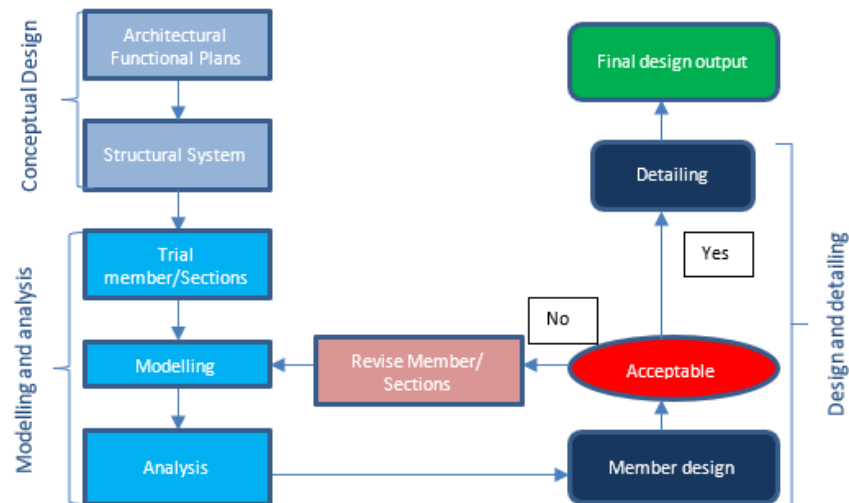 Conceptual Design
Architectural
Functional Plans
Structural System
Modelling and analysis
Trial
member/Sections
Modelling
Analysis
Revise Member/
Sections
No
Yes
Final design output
Detailing
Acceptable
Member design
Design and detailing